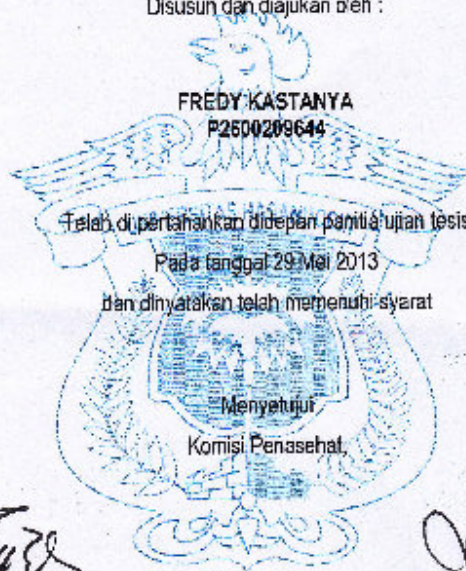 Disusun dan diajukan oleh :
FREDY KASTANYA
P2600209644
Telah di pertahankan didepan panitia ujian tesis
Pada tanggal 29 Mei 2013
dan dinyatakan telah memenuhi syarat
Menyetujui
Komisi Penasehat,